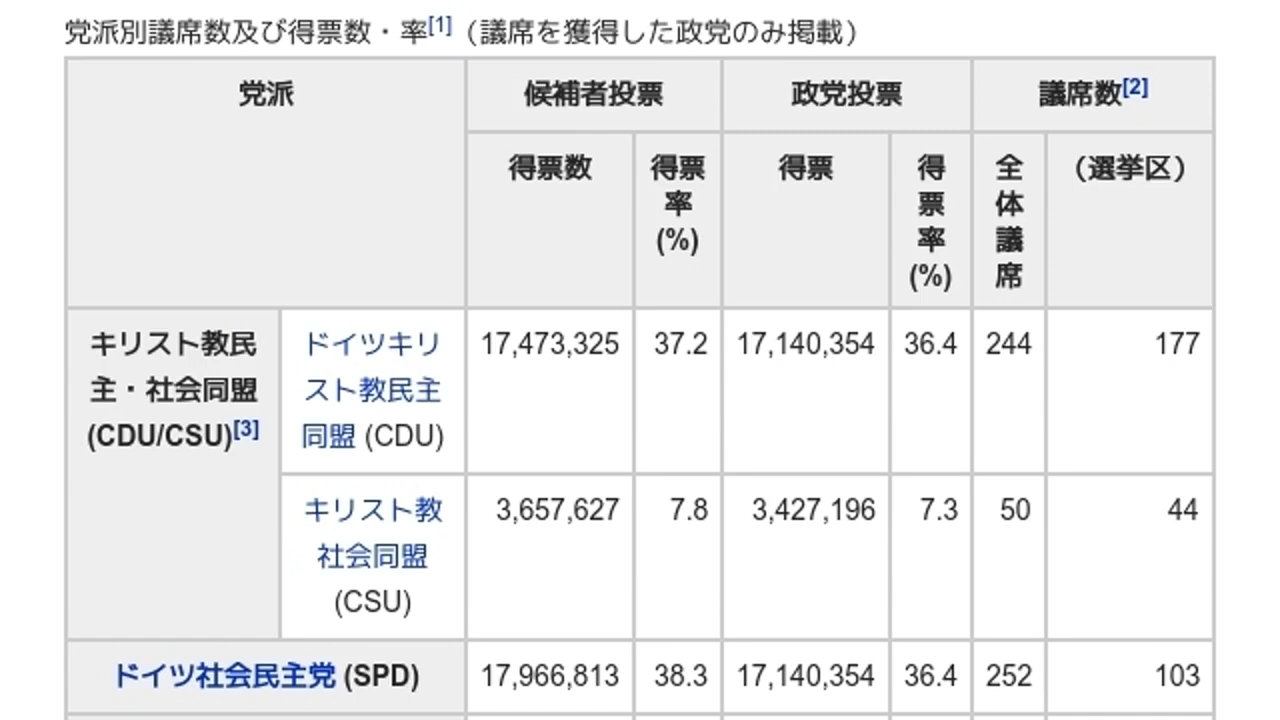 党派別議席数及び得票数・率[1]（議席を獲得した政党のみ掲載）
党派 候補者投票 政党投票 議席数[2]
得票数 得票率(%) 得票 得票率(%) 全体議席 （選挙区）
キリスト教民
主・社会同盟
(CDU/CSU)[3]
ドイツキリ
スト教民主
同盟 (CDU)
17,473,325 37.2 17,140,354 36.4 244 177
キリスト教
社会同盟
(CSU)
3,657,627 7.8 3,427,196 7.3 50 44
ドイツ社会民主党 (SPD) 17,966,813 38.3 17,140,354 36.4 252 103